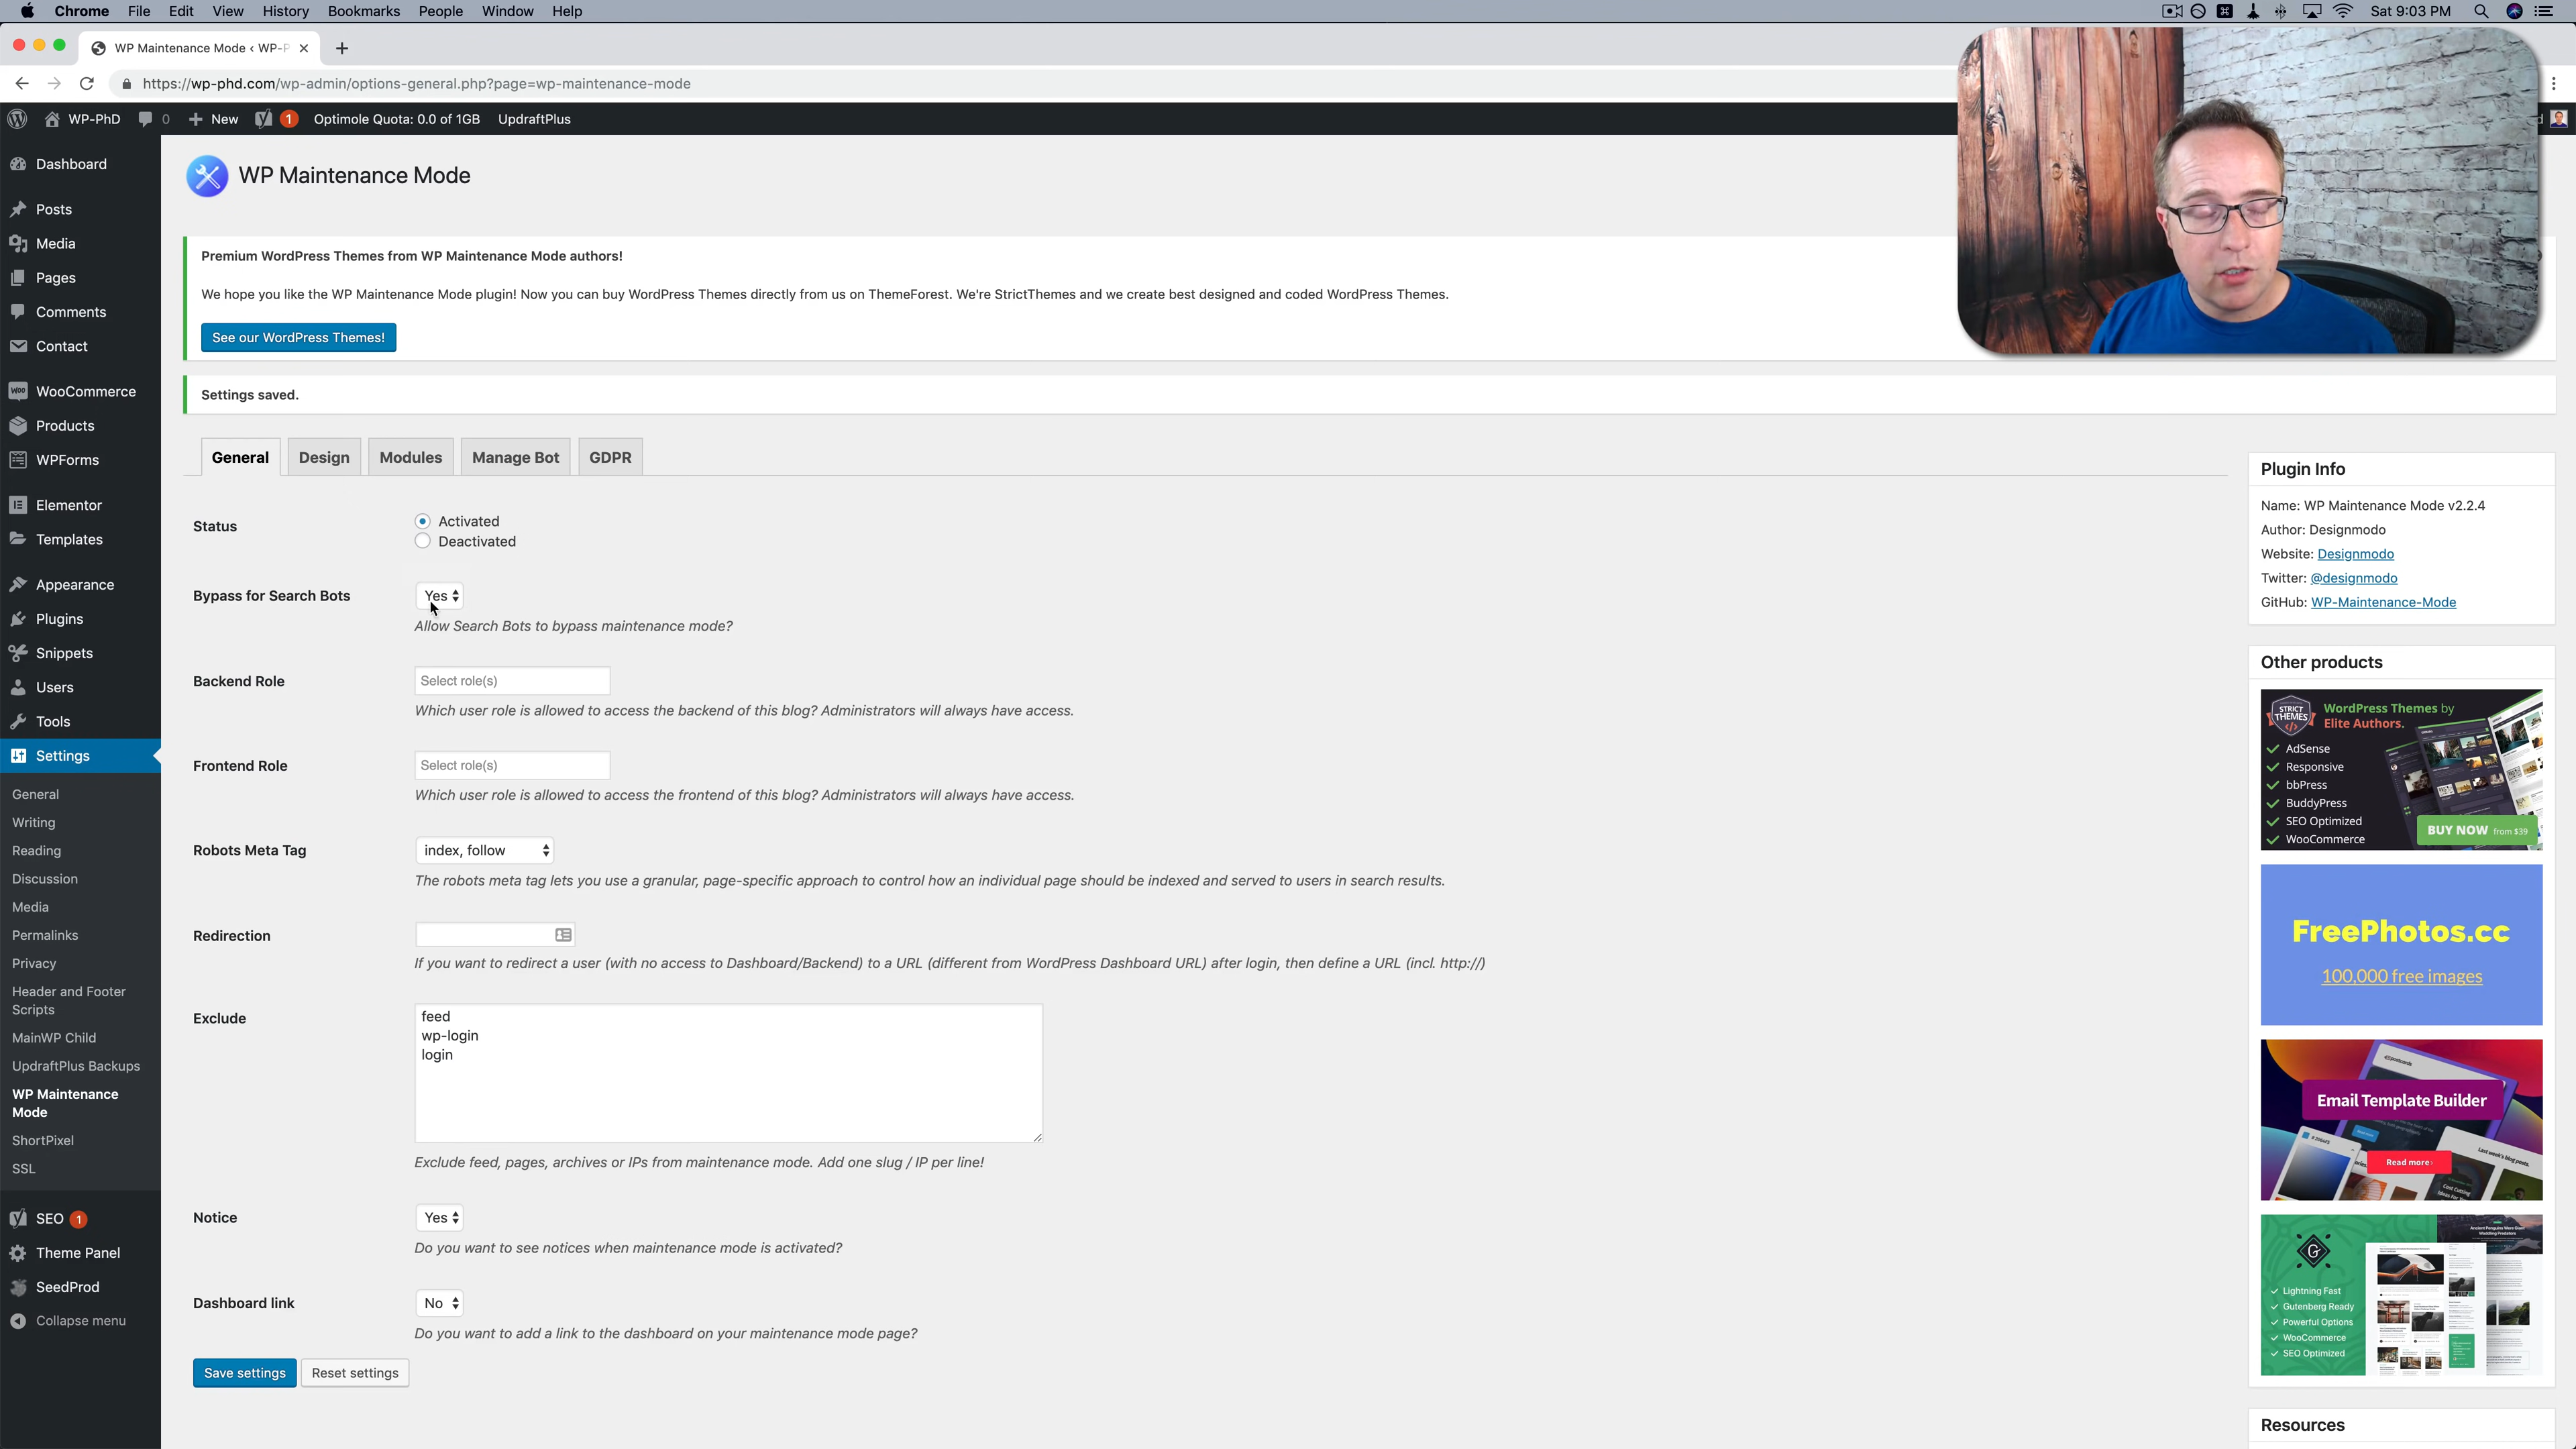 Chrome File Edit View History Bookmarks People Window Help Sat 9:03 PM
WP Maintenance Mode ‹ WP-P
https://wp-phd.com/wp-admin/options-general.php?page=wp-maintenance-mode
WP-PhD 0 New 1 Optimole Quota: 0.0 of 1GB UpdraftPlus
Dashboard
Posts
Media
Pages
Comments
Contact
WooCommerce
Products
WPForms
Elementor
Templates
Appearance
Plugins
Snippets
Users
Tools
Settings
General
Writing
Reading
Discussion
Media
Permalinks
Privacy
Header and Footer
Scripts
MainWP Child
UpdraftPlus Backups
WP Maintenance
Mode
ShortPixel
SSL
SEO 1
Theme Panel
SeedProd
Collapse menu
WP Maintenance Mode
Premium WordPress Themes from WP Maintenance Mode authors!
We hope you like the WP Maintenance Mode plugin! Now you can buy WordPress Themes directly from us on ThemeForest. We're StrictThemes and we create best designed and coded WordPress Themes.
See our WordPress Themes!
Settings saved.
General Design Modules Manage Bot GDPR
Status
Activated
Deactivated
Bypass for Search Bots Yes
Allow Search Bots to bypass maintenance mode?
Backend Role Select role(s)
Which user role is allowed to access the backend of this blog? Administrators will always have access.
Frontend Role Select role(s)
Which user role is allowed to access the frontend of this blog? Administrators will always have access.
Robots Meta Tag index, follow
The robots meta tag lets you use a granular, page-specific approach to control how an individual page should be indexed and served to users in search results.
Redirection
If you want to redirect a user (with no access to Dashboard/Backend) to a URL (different from WordPress Dashboard URL) after login, then define a URL (incl. http://)
Exclude
feed
wp-login
login
Exclude feed, pages, archives or IPs from maintenance mode. Add one slug / IP per line!
Notice Yes
Do you want to see notices when maintenance mode is activated?
Dashboard link No
Do you want to add a link to the dashboard on your maintenance mode page?
Save settings Reset settings
Plugin Info
Name: WP Maintenance Mode v2.2.4
Author: Designmodo
Website: Designmodo
Twitter: @designmodo
GitHub: WP-Maintenance-Mode
Other products
STRICT THEMES
WordPress Themes by
Elite Authors.
AdSense
Responsive
bbPress
BuddyPress
SEO Optimized
WooCommerce
BUY NOW from $39
FreePhotos.cc
100,000 free images
Email Template Builder
Read more
G
Lightning Fast
Gutenberg Ready
Powerful Options
WooCommerce
SEO Optimized
Resources